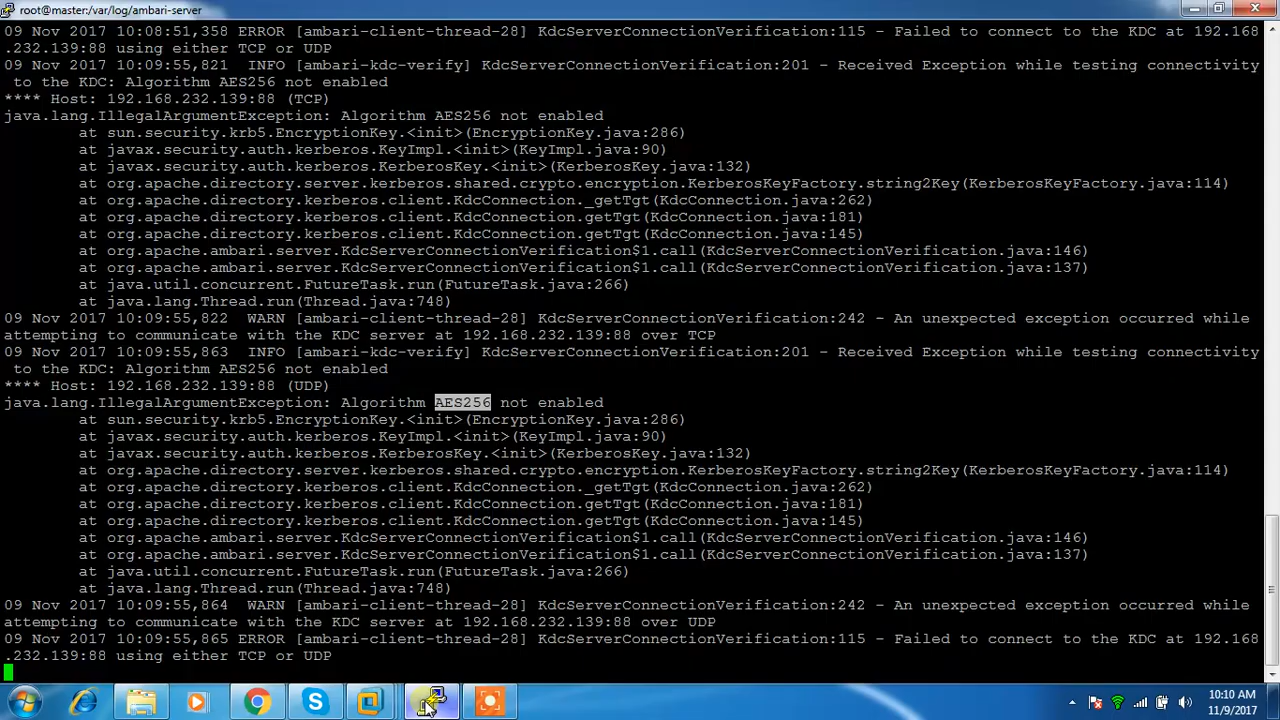 root@master:/var/log/ambari-server
09 Nov 2017 10:08:51,358 ERROR [ambari-client-thread-28] KdcServerConnectionVerification:115 - Failed to connect to the KDC at 192.168
.232.139:88 using either TCP or UDP
09 Nov 2017 10:09:55,821  INFO [ambari-kdc-verify] KdcServerConnectionVerification:201 - Received Exception while testing connectivity
to the KDC: Algorithm AES256 not enabled
**** Host: 192.168.232.139:88 (TCP)
java.lang.IllegalArgumentException: Algorithm AES256 not enabled
        at sun.security.krb5.EncryptionKey.<init>(EncryptionKey.java:286)
        at javax.security.auth.kerberos.KeyImpl.<init>(KeyImpl.java:90)
        at javax.security.auth.kerberos.KerberosKey.<init>(KerberosKey.java:132)
        at org.apache.directory.server.kerberos.shared.crypto.encryption.KerberosKeyFactory.string2Key(KerberosKeyFactory.java:114)
        at org.apache.directory.kerberos.client.KdcConnection._getTgt(KdcConnection.java:262)
        at org.apache.directory.kerberos.client.KdcConnection.getTgt(KdcConnection.java:181)
        at org.apache.directory.kerberos.client.KdcConnection.getTgt(KdcConnection.java:145)
        at org.apache.ambari.server.KdcServerConnectionVerification$1.call(KdcServerConnectionVerification.java:146)
        at org.apache.ambari.server.KdcServerConnectionVerification$1.call(KdcServerConnectionVerification.java:137)
        at java.util.concurrent.FutureTask.run(FutureTask.java:266)
        at java.lang.Thread.run(Thread.java:748)
09 Nov 2017 10:09:55,822  WARN [ambari-client-thread-28] KdcServerConnectionVerification:242 - An unexpected exception occurred while
attempting to communicate with the KDC server at 192.168.232.139:88 over TCP
09 Nov 2017 10:09:55,863  INFO [ambari-kdc-verify] KdcServerConnectionVerification:201 - Received Exception while testing connectivity
to the KDC: Algorithm AES256 not enabled
**** Host: 192.168.232.139:88 (UDP)
java.lang.IllegalArgumentException: Algorithm AES256 not enabled
        at sun.security.krb5.EncryptionKey.<init>(EncryptionKey.java:286)
        at javax.security.auth.kerberos.KeyImpl.<init>(KeyImpl.java:90)
        at javax.security.auth.kerberos.KerberosKey.<init>(KerberosKey.java:132)
        at org.apache.directory.server.kerberos.shared.crypto.encryption.KerberosKeyFactory.string2Key(KerberosKeyFactory.java:114)
        at org.apache.directory.kerberos.client.KdcConnection._getTgt(KdcConnection.java:262)
        at org.apache.directory.kerberos.client.KdcConnection.getTgt(KdcConnection.java:181)
        at org.apache.directory.kerberos.client.KdcConnection.getTgt(KdcConnection.java:145)
        at org.apache.ambari.server.KdcServerConnectionVerification$1.call(KdcServerConnectionVerification.java:146)
        at org.apache.ambari.server.KdcServerConnectionVerification$1.call(KdcServerConnectionVerification.java:137)
        at java.util.concurrent.FutureTask.run(FutureTask.java:266)
        at java.lang.Thread.run(Thread.java:748)
09 Nov 2017 10:09:55,864  WARN [ambari-client-thread-28] KdcServerConnectionVerification:242 - An unexpected exception occurred while
attempting to communicate with the KDC server at 192.168.232.139:88 over UDP
09 Nov 2017 10:09:55,865 ERROR [ambari-client-thread-28] KdcServerConnectionVerification:115 - Failed to connect to the KDC at 192.168
.232.139:88 using either TCP or UDP
10:10 AM
11/9/2017